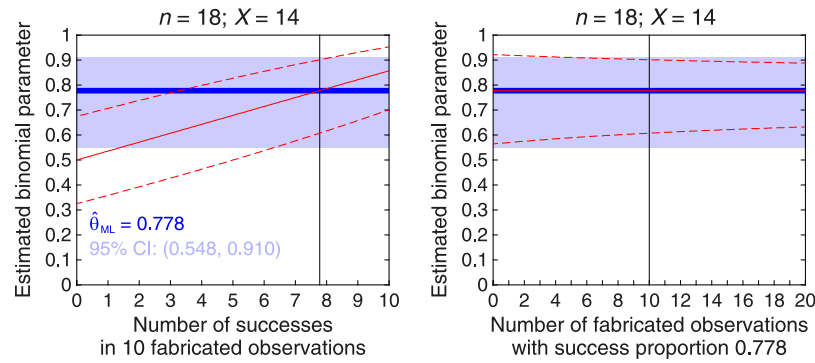 n = 18; X = 14
Estimated binomial parameter
1
0.9
0.8
0.7
0.6
0.5
0.4
0.3
0.2
0.1
0
θ̂ML = 0.778
95% CI: (0.548, 0.910)
0 1 2 3 4 5 6 7 8 9 10
Number of successes
in 10 fabricated observations
n = 18; X = 14
Estimated binomial parameter
1
0.9
0.8
0.7
0.6
0.5
0.4
0.3
0.2
0.1
0
0 2 4 6 8 10 12 14 16 18 20
Number of fabricated observations
with success proportion 0.778